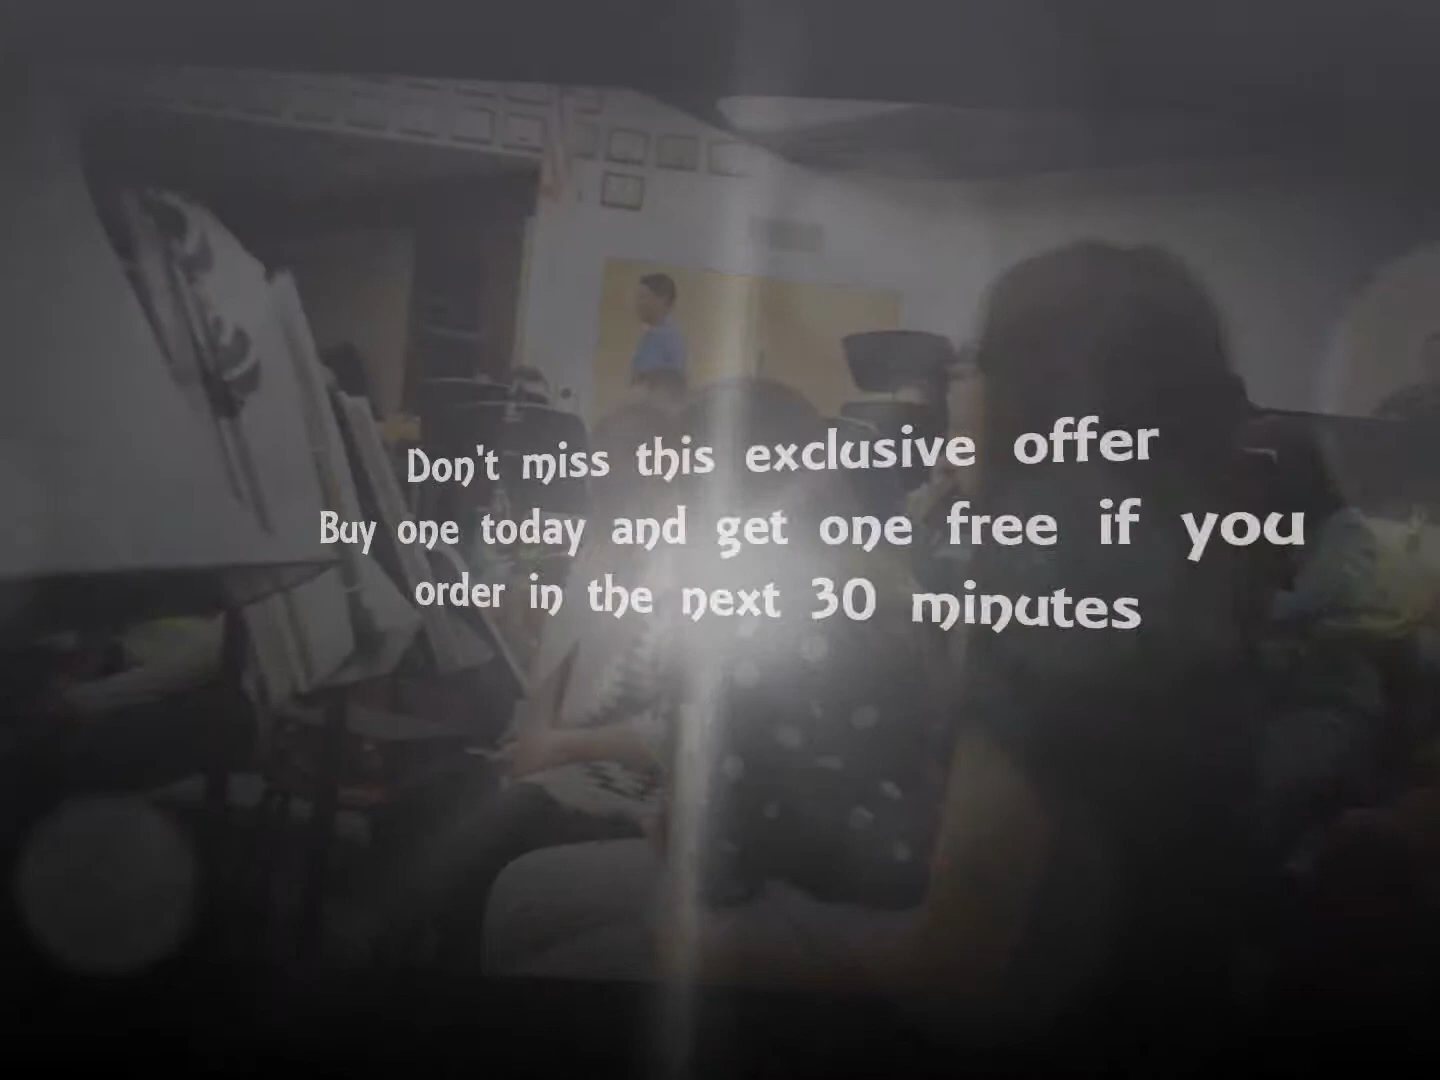 Don't miss this exclusive offer
Buy one today and get one free if you
order in the next 30 minutes